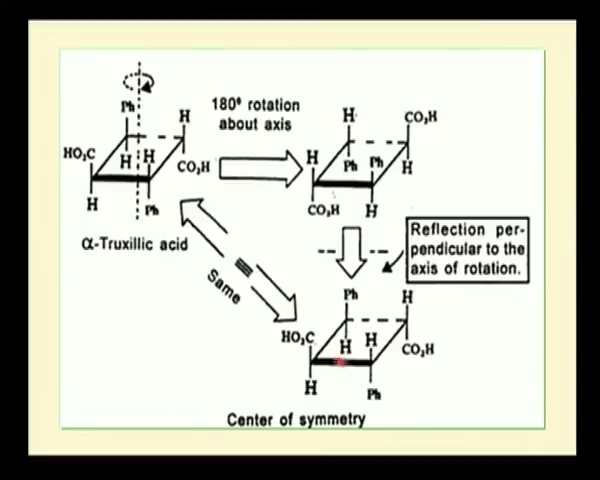 180⁰ rotation
about axis
Ph
H
HO₂C
H
H
CO₂H
H
Ph
α-Truxillic acid
H
CO₂H
H
Ph
Ph
H
CO₂H
H
Reflection per-
pendicular to the
axis of rotation.
Same
Ph
H
HO₂C
H
H
CO₂H
H
Ph
Center of symmetry